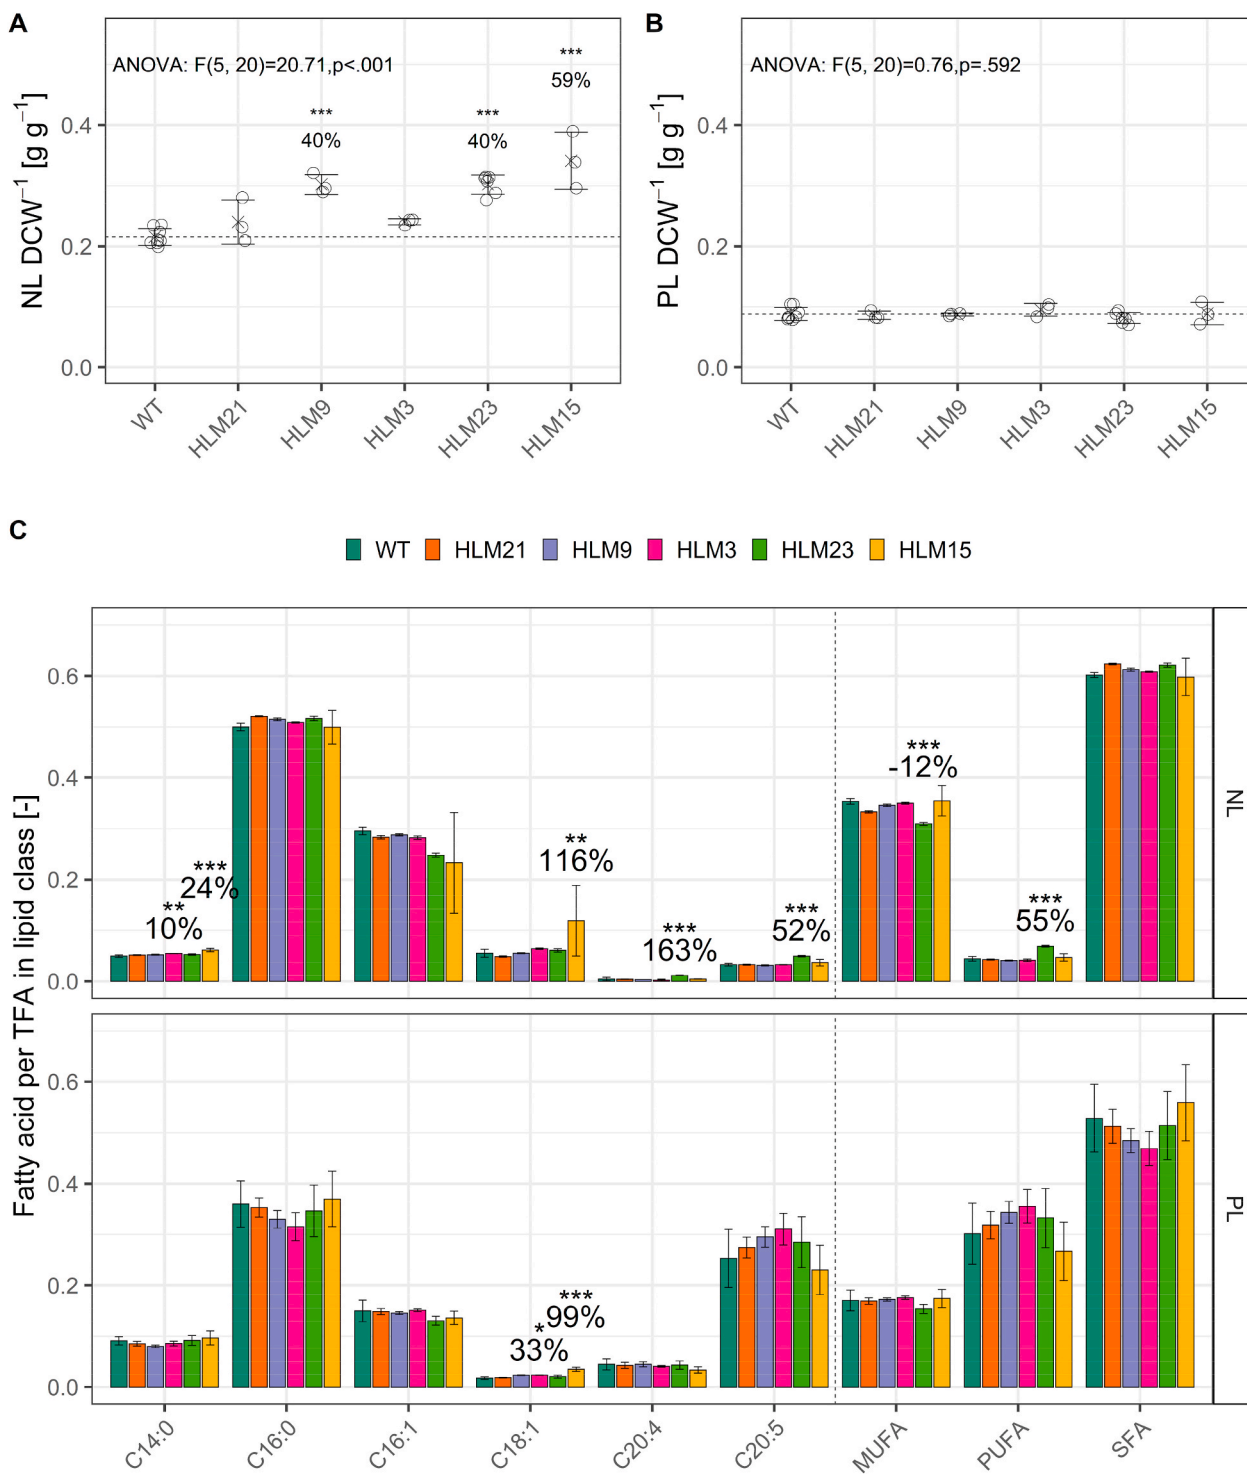 A
ANOVA: F(5, 20)=20.71,p<.001
***
40%
***
40%
***
59%
NL DCW⁻¹ [g g⁻¹]
0.4
0.2
0.0
WT
HLM21
HLM9
HLM3
HLM23
HLM15
B
ANOVA: F(5, 20)=0.76,p=.592
PL DCW⁻¹ [g g⁻¹]
0.4
0.2
0.0
WT
HLM21
HLM9
HLM3
HLM23
HLM15
C
WT HLM21 HLM9 HLM3 HLM23 HLM15
Fatty acid per TFA in lipid class [-]
0.6
0.4
0.2
0.0
**
10%
***
24%
**
116%
***
163%
***
52%
***
-12%
***
55%
NL
0.6
0.4
0.2
0.0
*
33%
***
99%
PL
C14:0
C16:0
C16:1
C18:1
C20:4
C20:5
MUFA
PUFA
SFA